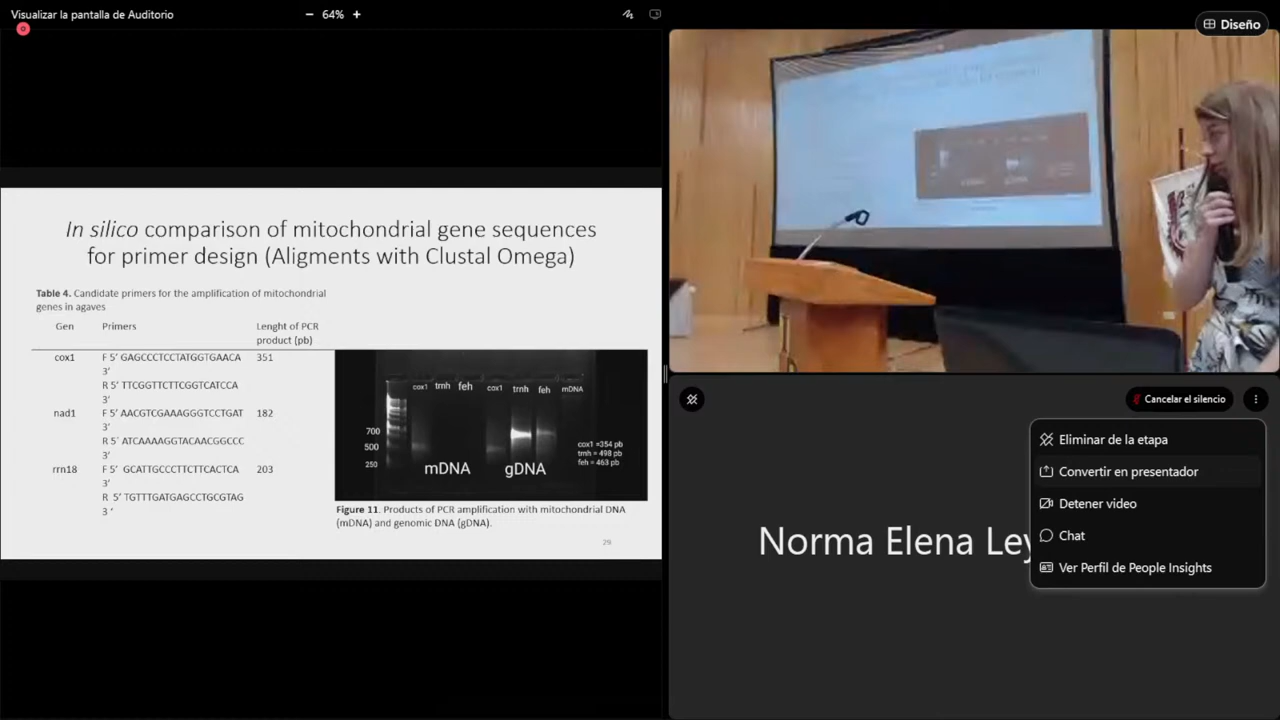 Visualizar la pantalla de Auditorio
− 64% +
Diseño
In silico comparison of mitochondrial gene sequences
for primer design (Aligments with Clustal Omega)
Table 4. Candidate primers for the amplification of mitochondrial
genes in agaves
Gen Primers Lenght of PCR
product (pb)
cox1 F 5’ GAGCCCTCCTATGGTGAACA 351
3’
R 5’ TTCGGTTCTTCGGTCATCCA
3’
nad1 F 5’ AACGTCGAAAGGGTCCTGAT 182
3’
R 5’ ATCAAAAGGTACAACGGCCC
3’
rrn18 F 5’ GCATTGCCCTTCTTCACTCA 203
3’
R 5’ TGTTTGATGAGCCTGCGTAG
3 ‘
cox1 trnh feh cox1 trnh feh mDNA
700
500
250
mDNA gDNA
cox1 =354 pb
trnh = 498 pb
feh = 463 pb
Figure 11. Products of PCR amplification with mitochondrial DNA
(mDNA) and genomic DNA (gDNA).
29
Cancelar el silencio
Eliminar de la etapa
Convertir en presentador
Detener video
Chat
Ver Perfil de People Insights
Norma Elena Ley